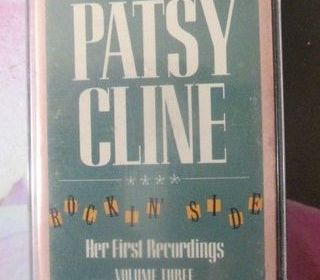 PATSY
CLINE
****
ROCKIN' SIDE
Her First Recordings
VOLUME THREE